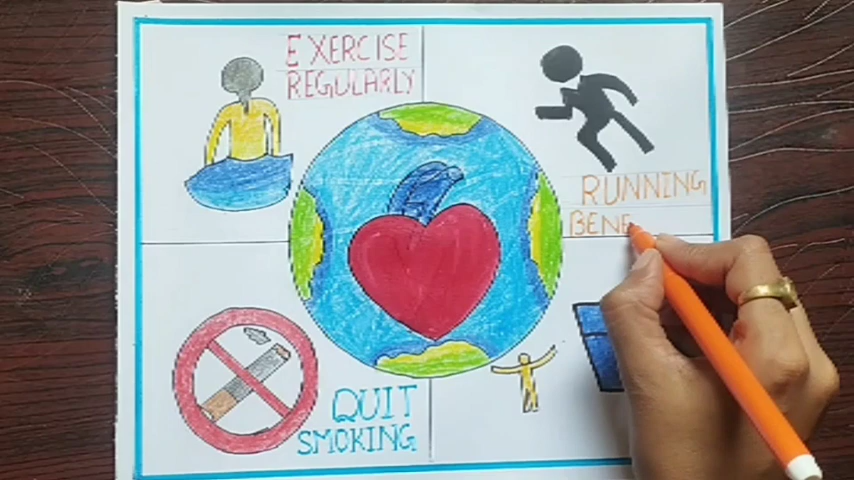 EXERCISE
REGULARLY
RUNNING
BENE
QUIT
SMOKING